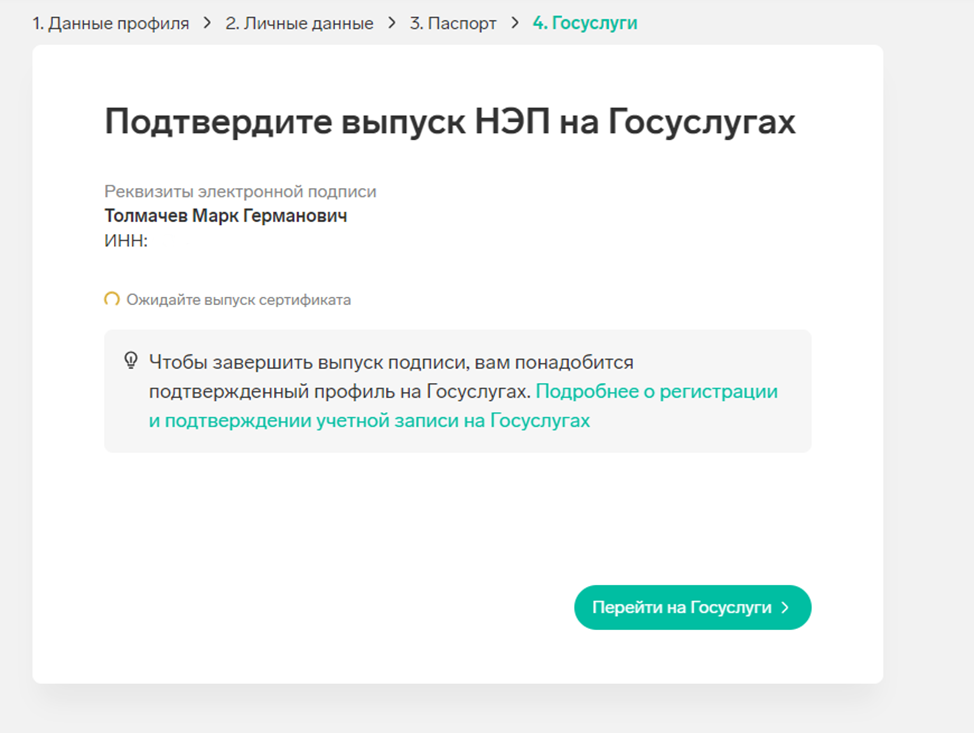 1. Данные профиля > 2. Личные данные > 3. Паспорт > 4. Госуслуги
Подтвердите выпуск НЭП на Госуслугах
Реквизиты электронной подписи
Толмачев Марк Германович
ИНН:
Ожидайте выпуск сертификата
Чтобы завершить выпуск подписи, вам понадобится
подтвержденный профиль на Госуслугах. Подробнее о регистрации
и подтверждении учетной записи на Госуслугах
Перейти на Госуслуги >